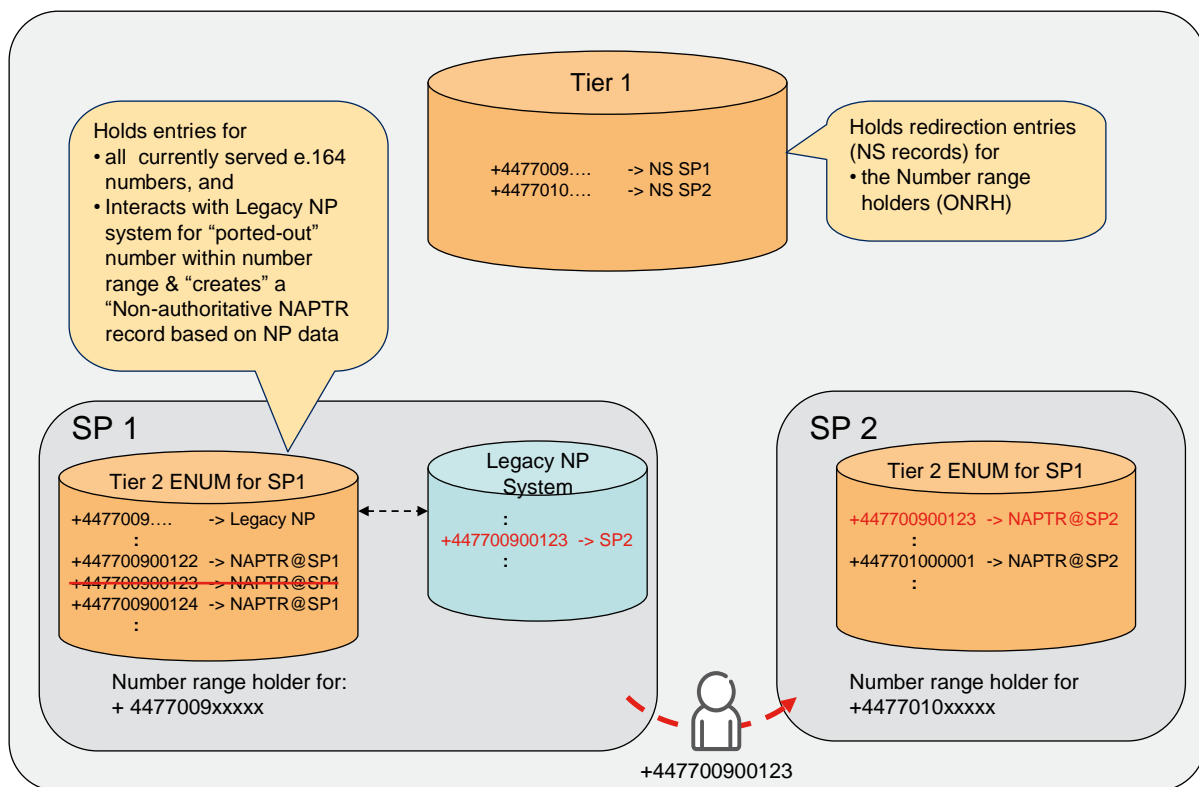 Tier 1
+4477009…. -> NS SP1
+4477010…. -> NS SP2
Holds redirection entries
(NS records) for
• the Number range
holders (ONRH)
Holds entries for
• all currently served e.164
numbers, and
• Interacts with Legacy NP
system for “ported-out”
number within number
range & “creates” a
“Non-authoritative NAPTR
record based on NP data
SP 1
Tier 2 ENUM for SP1
+4477009…. -> Legacy NP
:
+447700900122 -> NAPTR@SP1
+447700900123 -> NAPTR@SP1
+447700900124 -> NAPTR@SP1
:
Legacy NP
System
:
+447700900123 -> SP2
:
Number range holder for:
+ 4477009xxxxx
SP 2
Tier 2 ENUM for SP1
+447700900123 -> NAPTR@SP2
:
+447701000001 -> NAPTR@SP2
:
Number range holder for
+4477010xxxxx
+447700900123